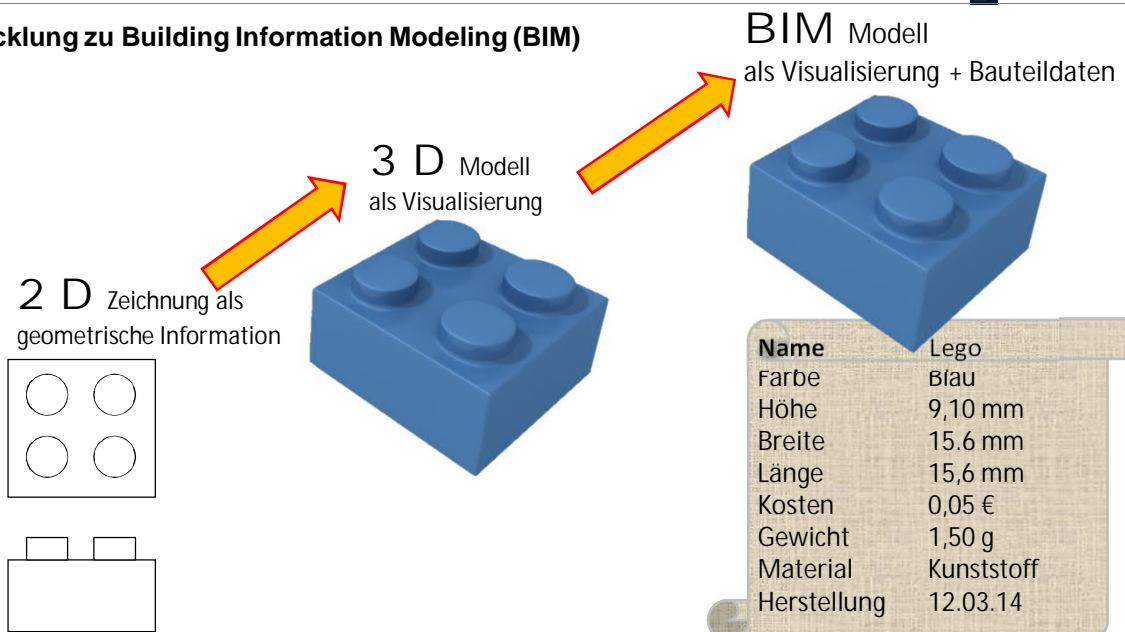 cklung zu Building Information Modeling (BIM)
BIM Modell
als Visualisierung + Bauteildaten
3 D Modell
als Visualisierung
2 D Zeichnung als
geometrische Information
Name Lego
Farbe Blau
Höhe 9,10 mm
Breite 15.6 mm
Länge 15,6 mm
Kosten 0,05 €
Gewicht 1,50 g
Material Kunststoff
Herstellung 12.03.14